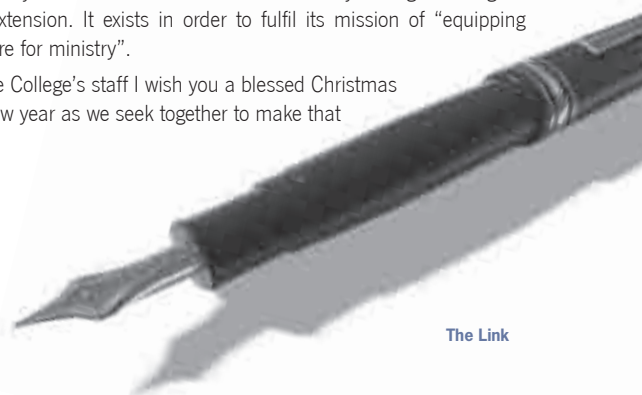 xtension. It exists in order to fulfil its mission of “equipping
re for ministry”.
e College’s staff I wish you a blessed Christmas
w year as we seek together to make that
The Link